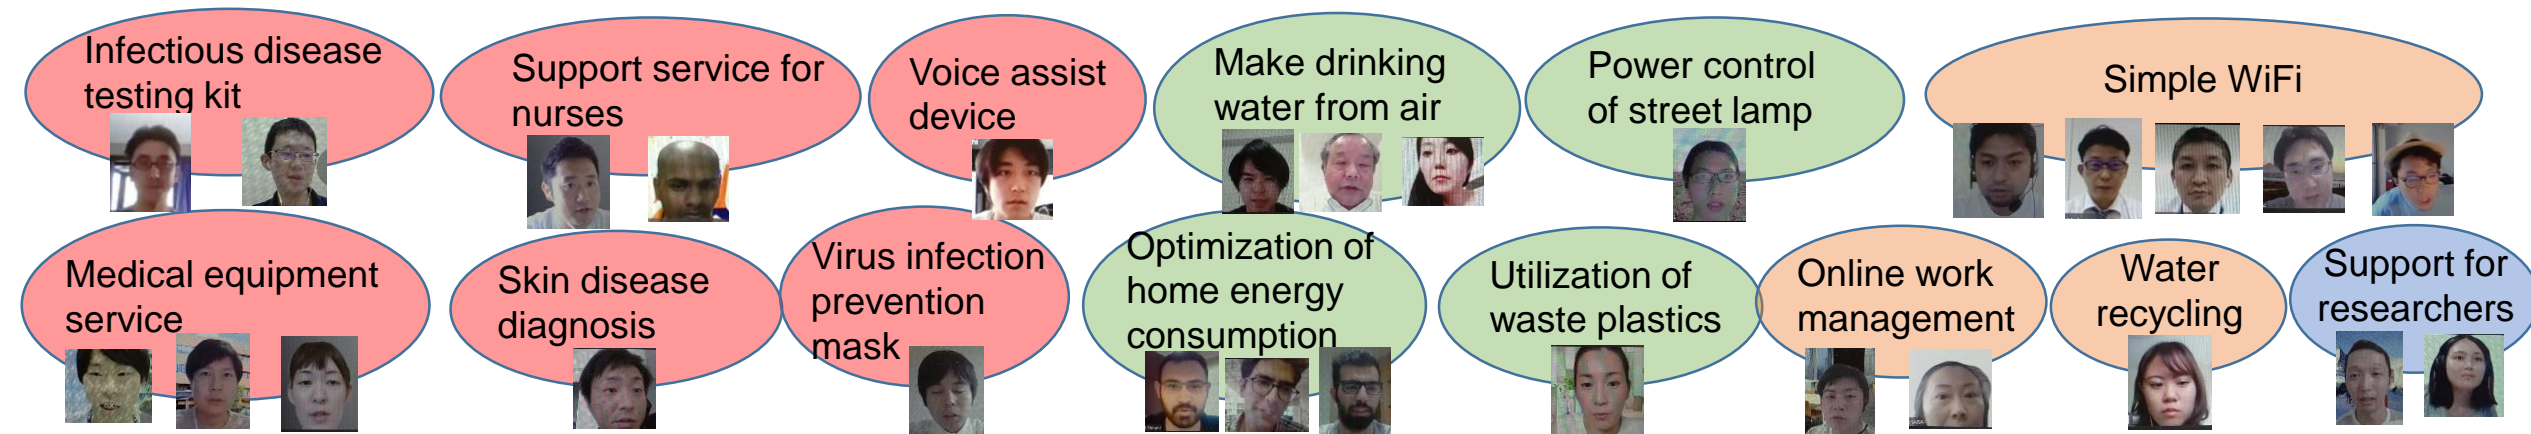 Infectious disease
testing kit
Support service for
nurses
Voice assist
device
Make drinking
water from air
Power control
of street lamp
Simple WiFi
Medical equipment
service
Skin disease
diagnosis
Virus infection
prevention
mask
Optimization of
home energy
consumption
Utilization of
waste plastics
Online work
management
Water
recycling
Support for
researchers